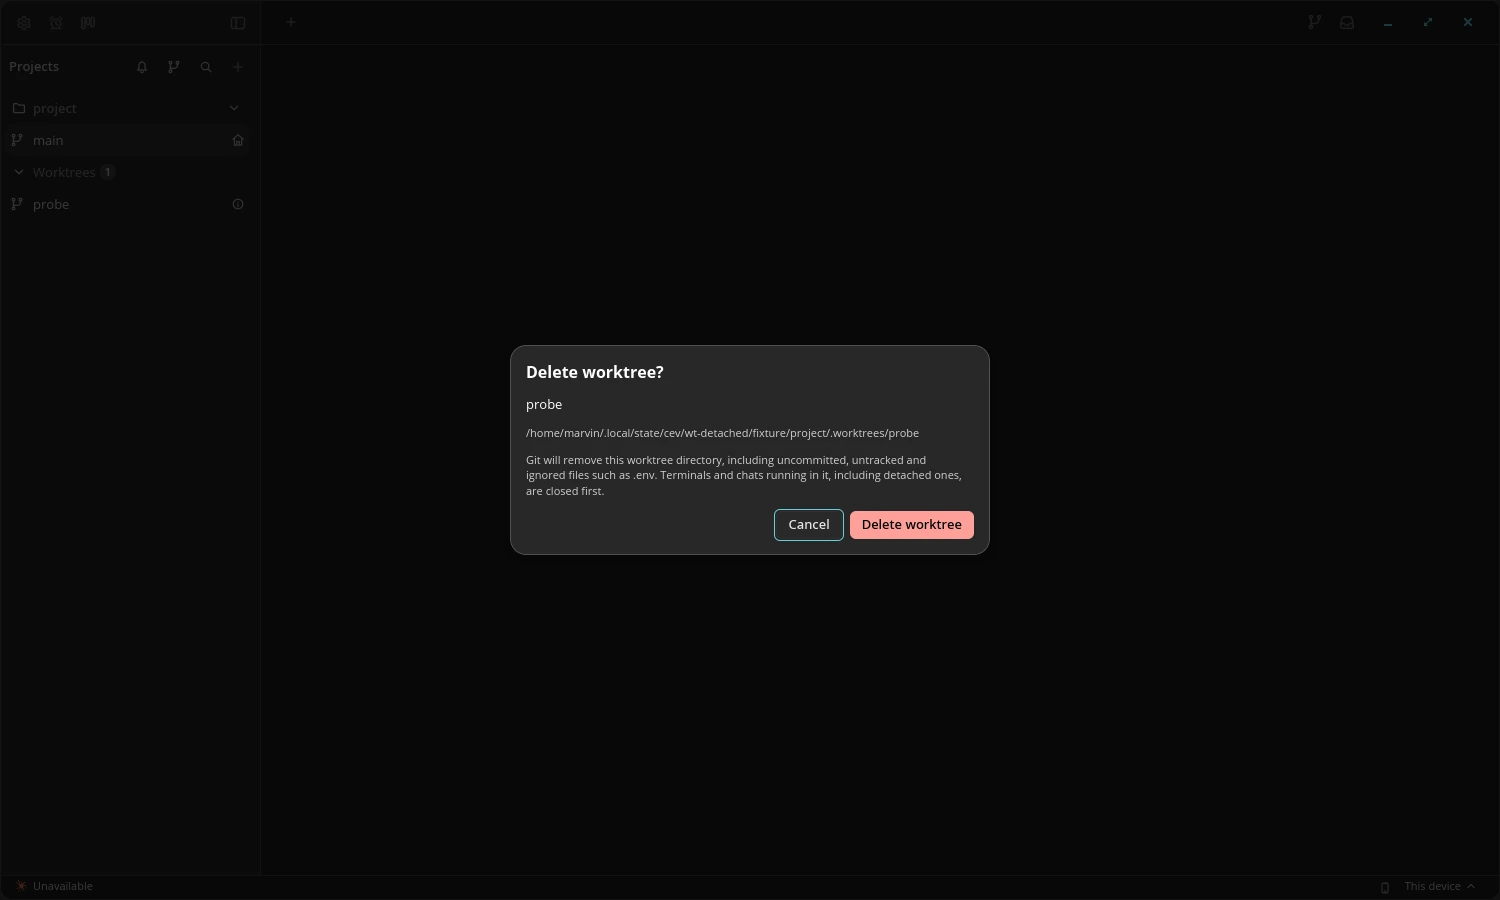 Projects
project
main
Worktrees 1
probe
Delete worktree?
probe
/home/marvin/.local/state/cev/wt-detached/fixture/project/.worktrees/probe
Git will remove this worktree directory, including uncommitted, untracked and
ignored files such as .env. Terminals and chats running in it, including detached ones,
are closed first.
Cancel
Delete worktree
Unavailable
This device